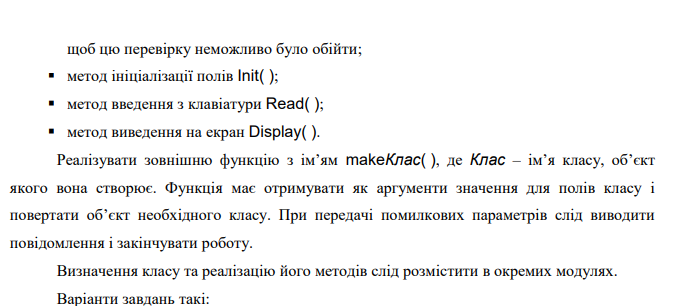 щоб цю перевірку неможливо було обійти;
▪ метод ініціалізації полів Init( );
▪ метод введення з клавіатури Read( );
▪ метод виведення на екран Display( ).
Реалізувати зовнішню функцію з ім’ям makeКлас( ), де Клас – ім’я класу, об’єкт
якого вона створює. Функція має отримувати як аргументи значення для полів класу і
повертати об’єкт необхідного класу. При передачі помилкових параметрів слід виводити
повідомлення і закінчувати роботу.
Визначення класу та реалізацію його методів слід розмістити в окремих модулях.
Варіанти завдань такі: